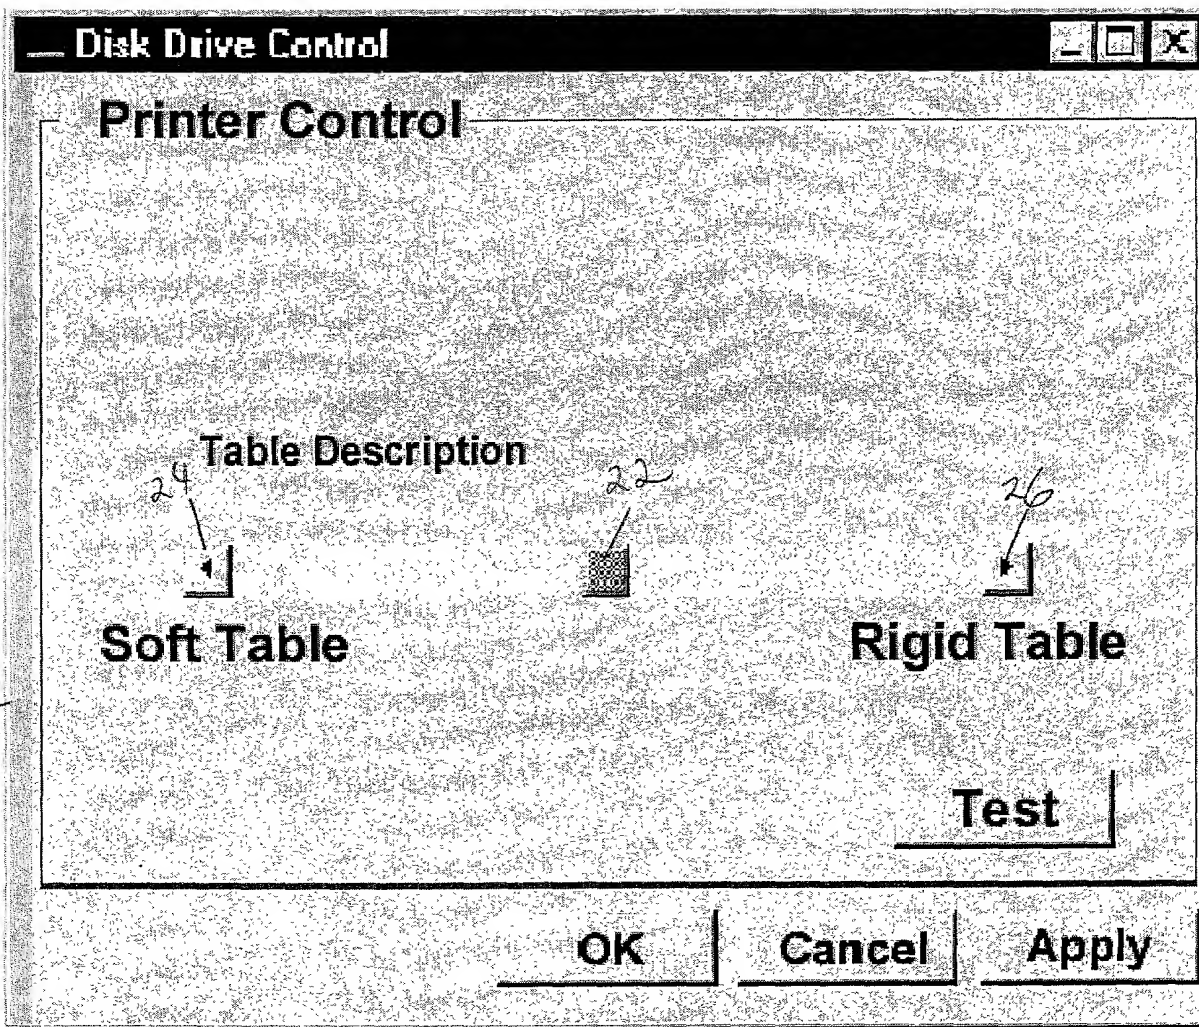 Disk Drive Control
Printer Control
Table Description
24
22
26
Soft Table
Rigid Table
Test
OK Cancel Apply